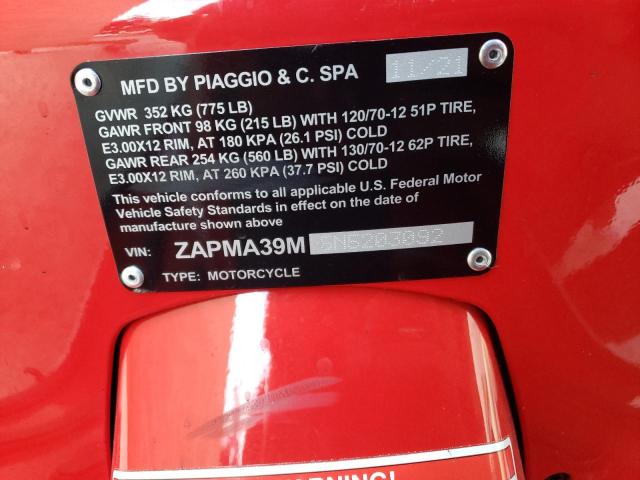 MFD BY PIAGGIO & C. SPA 11/21
GVWR 352 KG (775 LB)
GAWR FRONT 98 KG (215 LB) WITH 120/70-12 51P TIRE,
E3.00X12 RIM, AT 180 KPA (26.1 PSI) COLD
GAWR REAR 254 KG (560 LB) WITH 130/70-12 62P TIRE,
E3.00X12 RIM, AT 260 KPA (37.7 PSI) COLD
This vehicle conforms to all applicable U.S. Federal Motor
Vehicle Safety Standards in effect on the date of
manufacture shown above
VIN: ZAPMA39M
TYPE: MOTORCYCLE
WARNING!